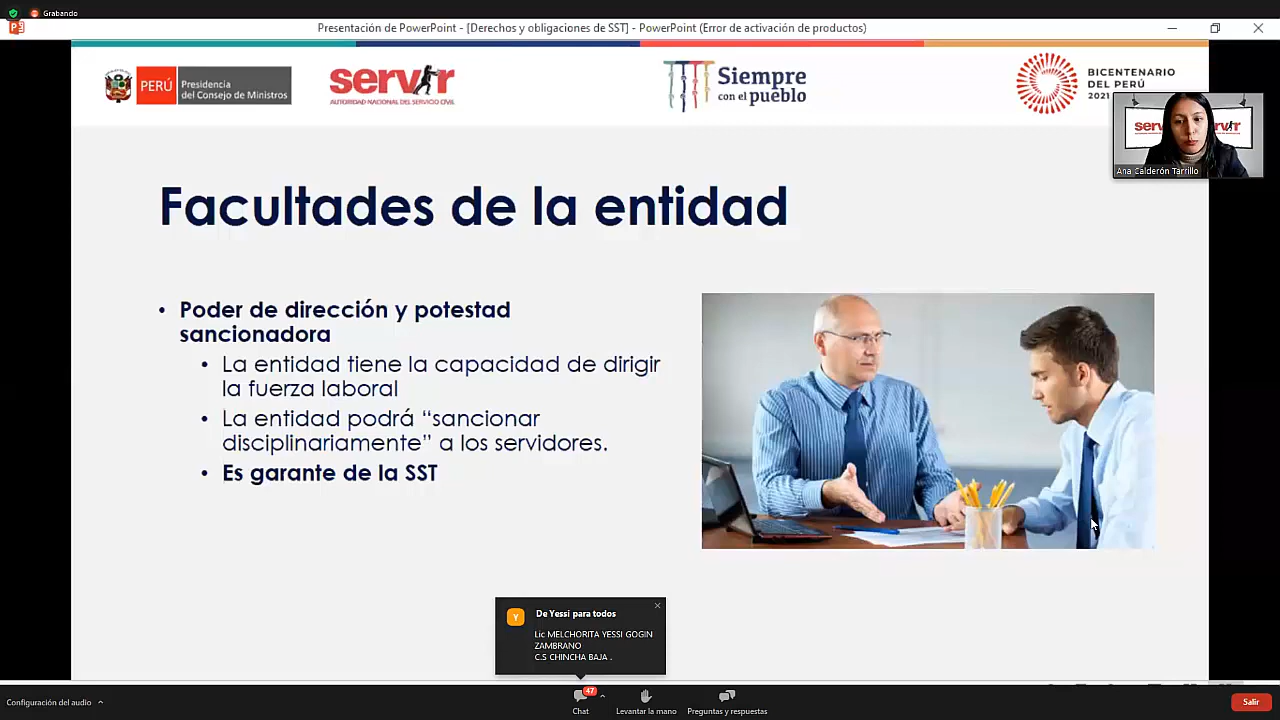 Grabando
Presentación de PowerPoint - [Derechos y obligaciones de SST] - PowerPoint (Error de activación de productos)
PERÚ
Presidencia
del Consejo de Ministros
servir
AUTORIDAD NACIONAL DEL SERVICIO CIVIL
Siempre
con el pueblo
BICENTENARIO
DEL PERÚ
2021
Ana Calderón Tarrillo
Facultades de la entidad
• Poder de dirección y potestad
sancionadora
• La entidad tiene la capacidad de dirigir
la fuerza laboral
• La entidad podrá “sancionar
disciplinariamente” a los servidores.
• Es garante de la SST
Y
De Yessi para todos
Lic MELCHORITA YESSI GOGIN
ZAMBRANO
C.S CHINCHA BAJA .
Configuración del audio
47
Chat
Levantar la mano
Preguntas y respuestas
Salir